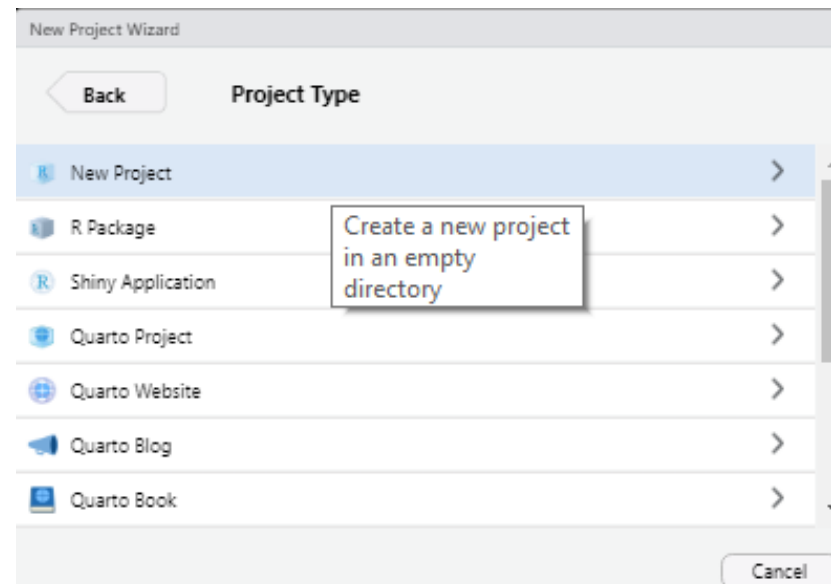 New Project Wizard
Back
Project Type
New Project
R Package
Create a new project
in an empty
directory
R Shiny Application
Quarto Project
Quarto Website
Quarto Blog
Quarto Book
Cancel